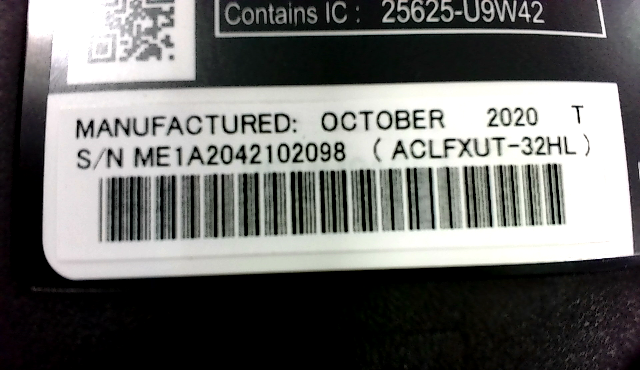 Contains IC : 25625-U9W42
MANUFACTURED: OCTOBER 2020 T
S/N ME1A2042102098 ( ACLFXUT-32HL )